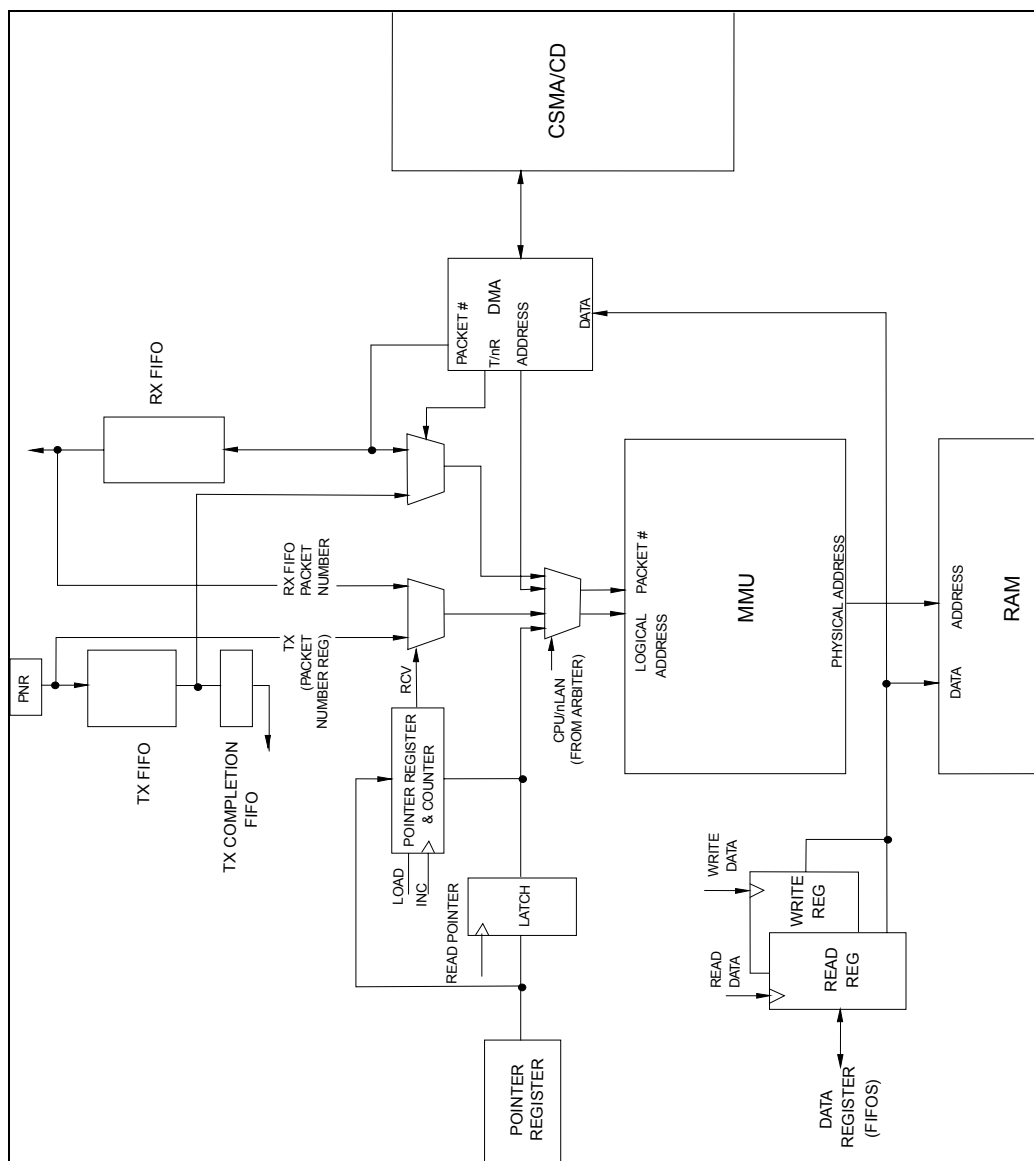 CSMA/CD
PACKET #
T/nR
DMA
ADDRESS
DATA
RX FIFO
RX FIFO
PACKET
NUMBER
TX
(PACKET
NUMBER REG)
PNR
TX FIFO
TX COMPLETION
FIFO
RCV
POINTER REGISTER
& COUNTER
LOAD
INC
CPU/nLAN
(FROM ARBITER)
PACKET #
LOGICAL
ADDRESS
MMU
PHYSICAL ADDRESS
ADDRESS
DATA
RAM
READ POINTER
LATCH
POINTER
REGISTER
WRITE
DATA
WRITE
REG
READ
DATA
READ
REG
DATA
REGISTER
(FIFOS)